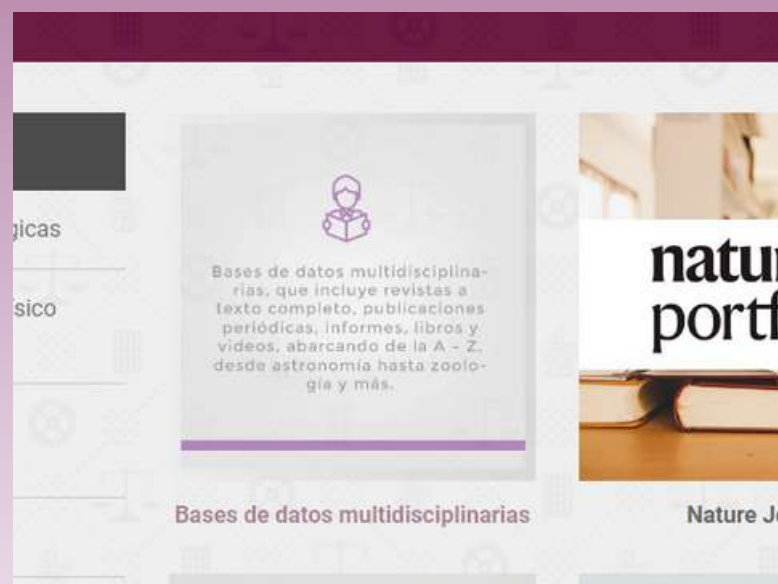 gicas
sico
Bases de datos multidisciplina-
rias, que incluye revistas a
texto completo, publicaciones
periódicas, informes, libros y
videos, abarcando de la A - Z,
desde astronomía hasta zoolo-
gía y más.
Bases de datos multidisciplinarias
natur
portf
Nature Jo